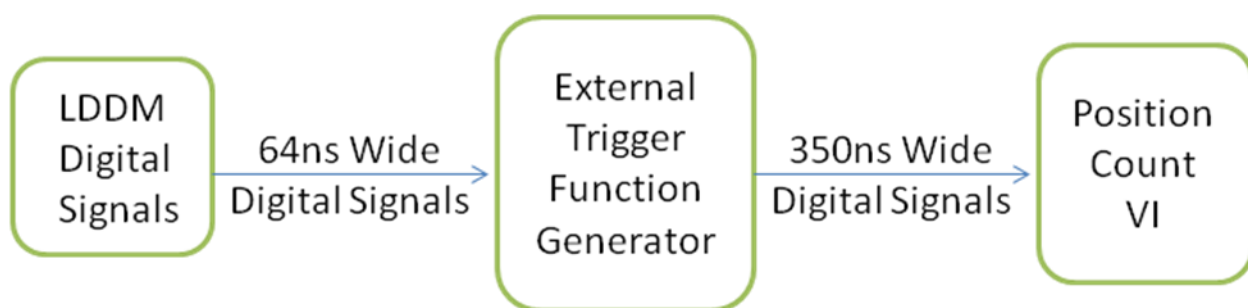 LDDM
Digital
Signals
64ns Wide
Digital Signals
External
Trigger
Function
Generator
350ns Wide
Digital Signals
Position
Count
VI